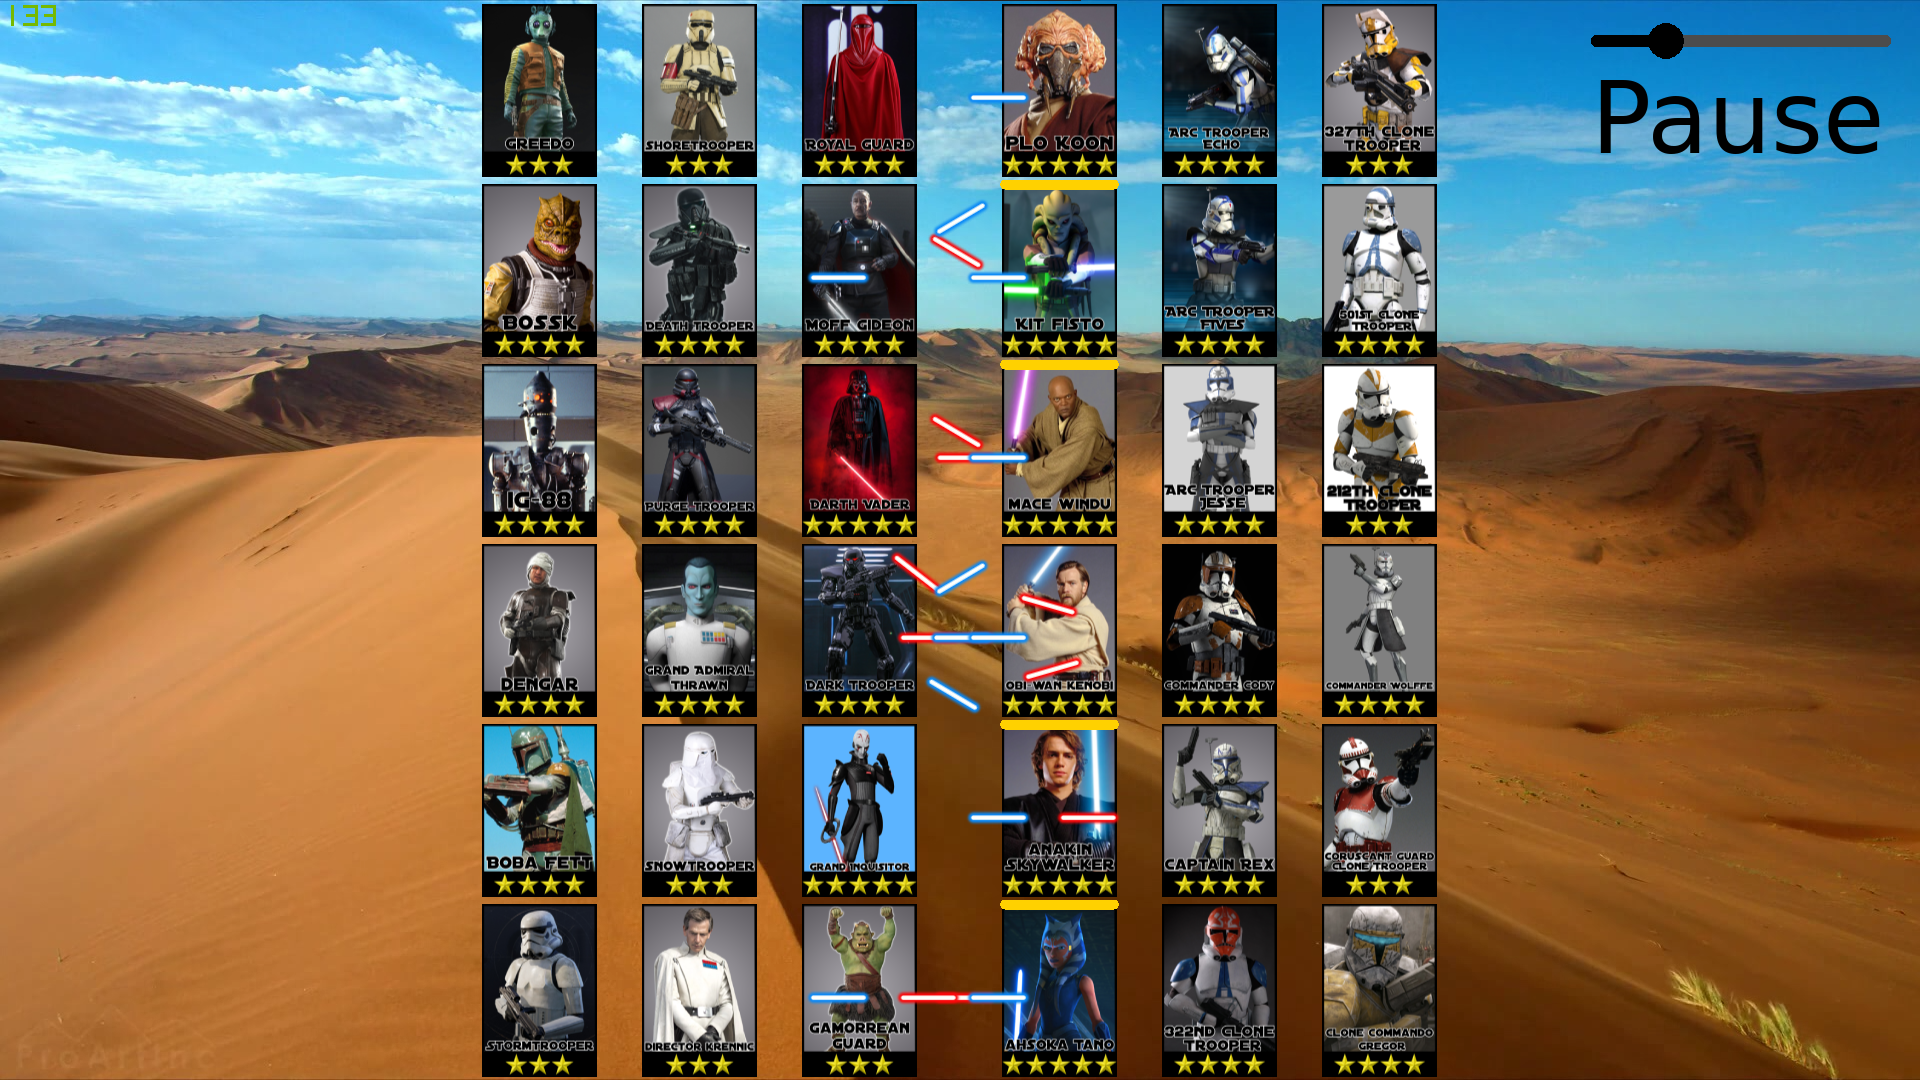 133
Pause
GREEDO
SHORETROOPER
ROYAL GUARD
PLO KOON
ARC TROOPER
ECHO
327TH CLONE
TROOPER
BOSSK
DEATH TROOPER
MOFF GIDEON
KIT FISTO
ARC TROOPER
FIVES
501ST CLONE
TROOPER
IG-88
PURGE TROOPER
DARTH VADER
MACE WINDU
ARC TROOPER
JESSE
212TH CLONE
TROOPER
DENGAR
GRAND ADMIRAL
THRAWN
DARK TROOPER
OBI WAN KENOBI
COMMANDER CODY
COMMANDER WOLFFE
BOBA FETT
SNOWTROOPER
GRAND INQUISITOR
ANAKIN
SKYWALKER
CAPTAIN REX
CORUSCANT GUARD
CLONE TROOPER
STORMTROOPER
DIRECTOR KRENNIC
GAMORREAN
GUARD
AHSOKA TANO
322ND CLONE
TROOPER
CLONE COMMANDO
GREGOR